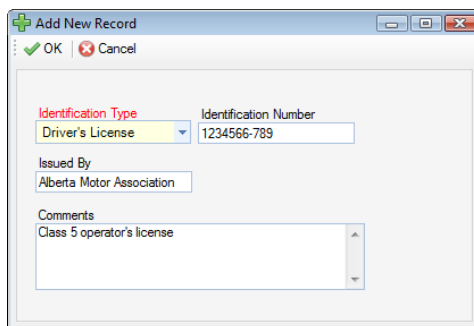 Add New Record
OK Cancel
Identification Type Identification Number
Driver's License 1234566-789
Issued By
Alberta Motor Association
Comments
Class 5 operator's license